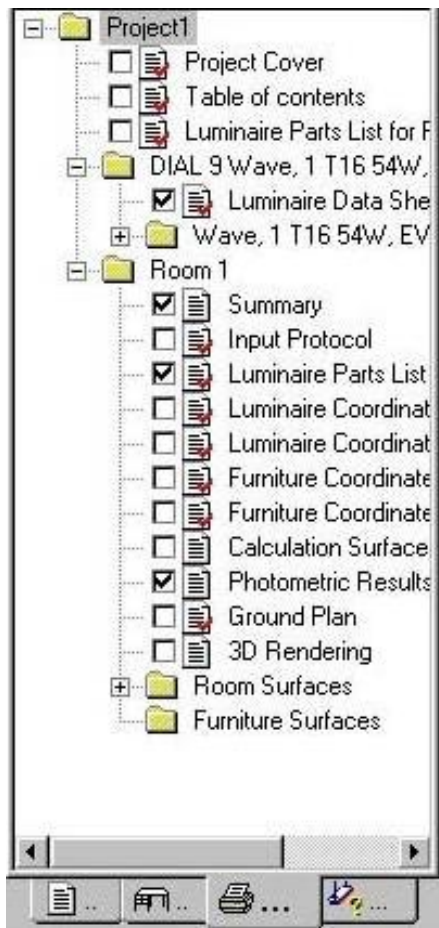 Project1
Project Cover
Table of contents
Luminaire Parts List for F
DIAL 9 Wave, 1 T16 54W,
Luminaire Data She
Wave, 1 T16 54W, EV
Room 1
Summary
Input Protocol
Luminaire Parts List
Luminaire Coordinat
Luminaire Coordinat
Furniture Coordinate
Furniture Coordinate
Calculation Surface
Photometric Results
Ground Plan
3D Rendering
Room Surfaces
Furniture Surfaces
.. .. ... ...